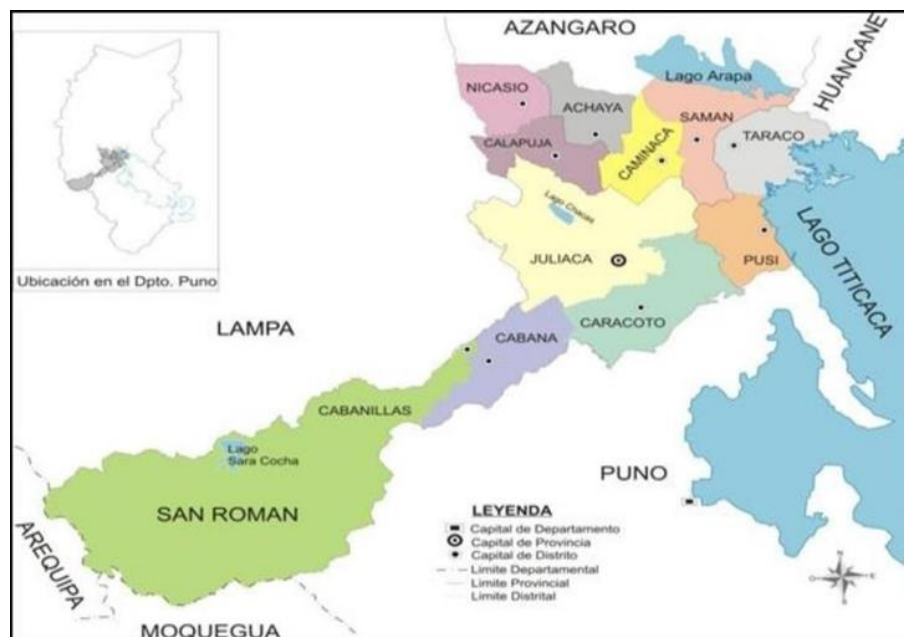 AZANGARO
HUANCANE
Lago Arapa
NICASIO
ACHAYA
SAMAN
CALAPUJA
CAMINACA
TARACO
Lago Chacas
LAGO TITICACA
JULIACA
PUSI
Ubicación en el Dpto. Puno
LAMPA
CARACOTO
CABANA
CABANILLAS
Lago
Sara Cocha
SAN ROMAN
PUNO
AREQUIPA
MOQUEGUA
LEYENDA
Capital de Departamento
Capital de Provincia
Capital de Distrito
Limite Departamental
Limite Provincial
Limite Distrital